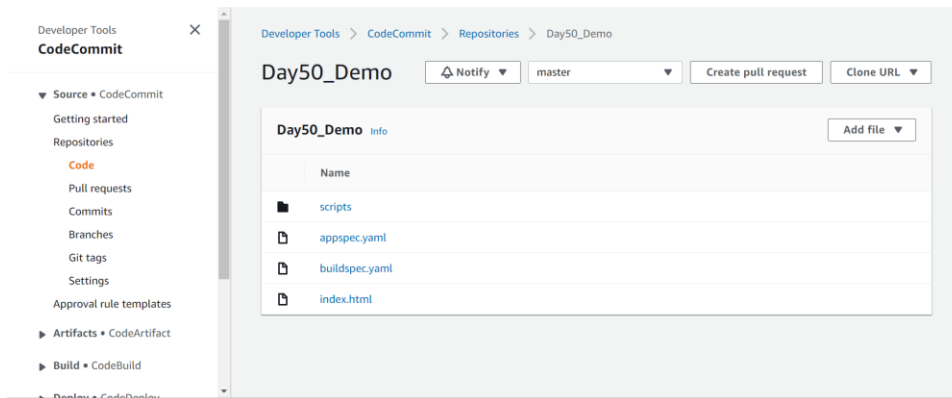 Developer Tools
CodeCommit
Source • CodeCommit
Getting started
Repositories
Code
Pull requests
Commits
Branches
Git tags
Settings
Approval rule templates
Artifacts • CodeArtifact
Build • CodeBuild
Deploy • CodeDeploy
Developer Tools > CodeCommit > Repositories > Day50_Demo
Day50_Demo Notify master Create pull request Clone URL
Day50_Demo Info Add file
Name
scripts
appspec.yaml
buildspec.yaml
index.html